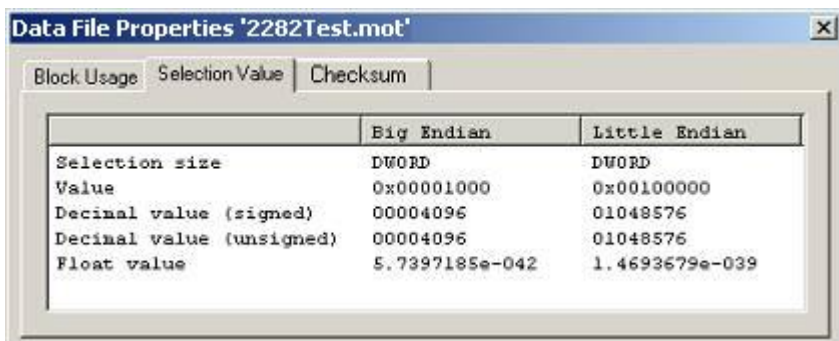 Data File Properties '2282Test.mot'
Block Usage Selection Value Checksum
Big Endian Little Endian
Selection size DWORD DWORD
Value 0x00001000 0x00100000
Decimal value (signed) 00004096 01048576
Decimal value (unsigned) 00004096 01048576
Float value 5.7397185e-042 1.4693679e-039